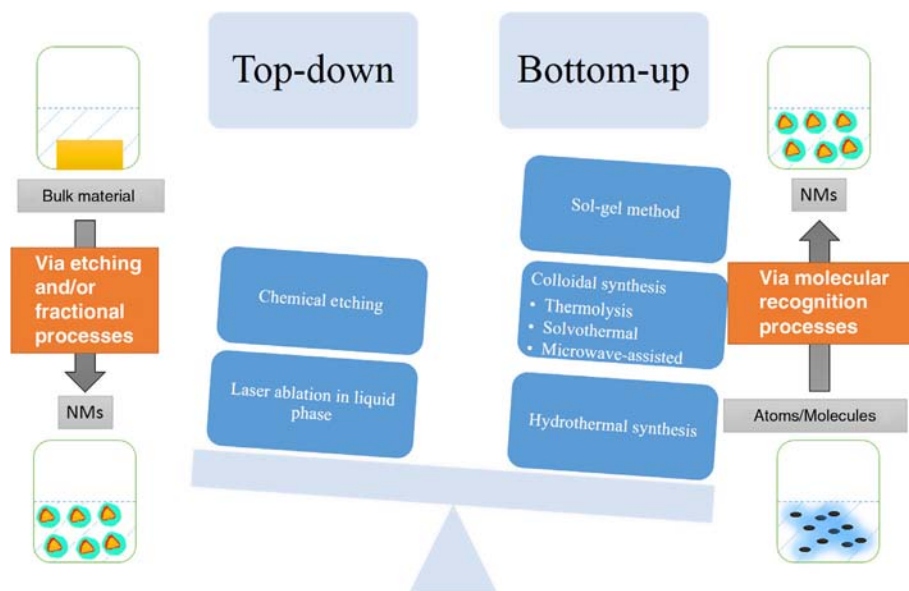 Top-down
Bottom-up
Bulk material
Via etching
and/or
fractional
processes
NMs
Chemical etching
Laser ablation in liquid
phase
Sol-gel method
Colloidal synthesis
• Thermolysis
• Solvothermal
• Microwave-assisted
Hydrothermal synthesis
NMs
Via molecular
recognition
processes
Atoms/Molecules